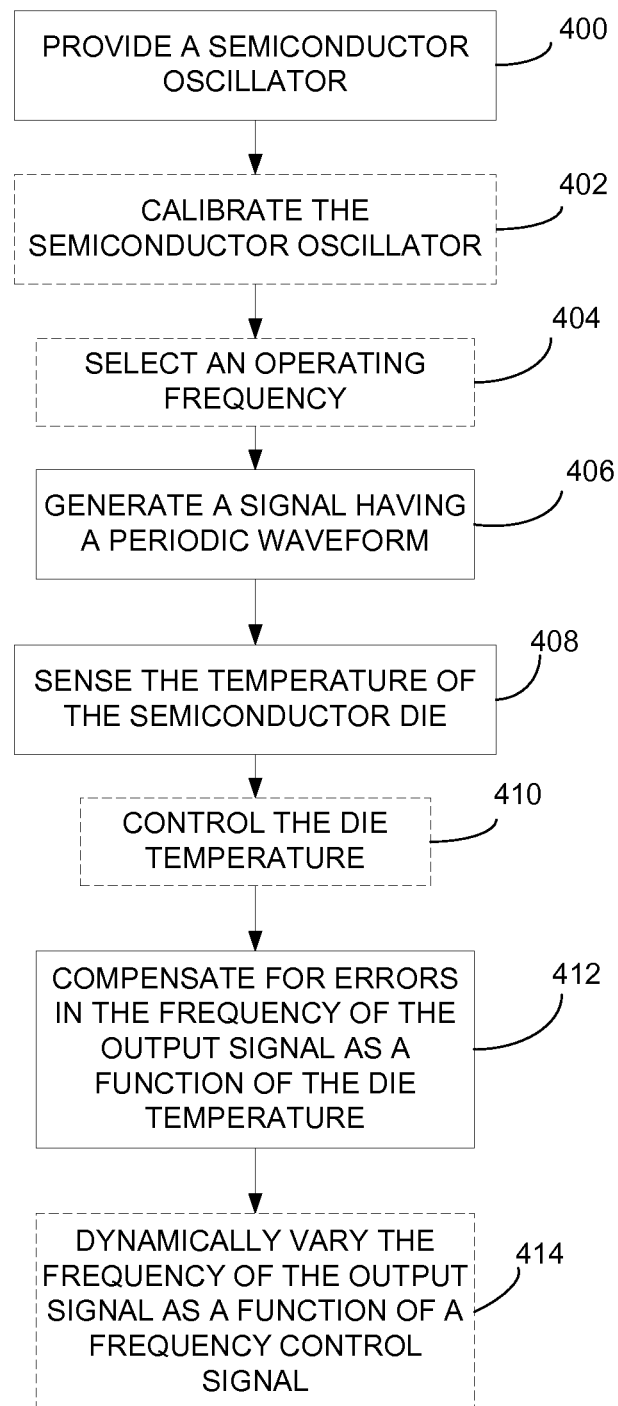 400
PROVIDE A SEMICONDUCTOR
OSCILLATOR
402
CALIBRATE THE
SEMICONDUCTOR OSCILLATOR
404
SELECT AN OPERATING
FREQUENCY
406
GENERATE A SIGNAL HAVING
A PERIODIC WAVEFORM
408
SENSE THE TEMPERATURE OF
THE SEMICONDUCTOR DIE
410
CONTROL THE DIE
TEMPERATURE
412
COMPENSATE FOR ERRORS
IN THE FREQUENCY OF THE
OUTPUT SIGNAL AS A
FUNCTION OF THE DIE
TEMPERATURE
414
DYNAMICALLY VARY THE
FREQUENCY OF THE OUTPUT
SIGNAL AS A FUNCTION OF A
FREQUENCY CONTROL
SIGNAL